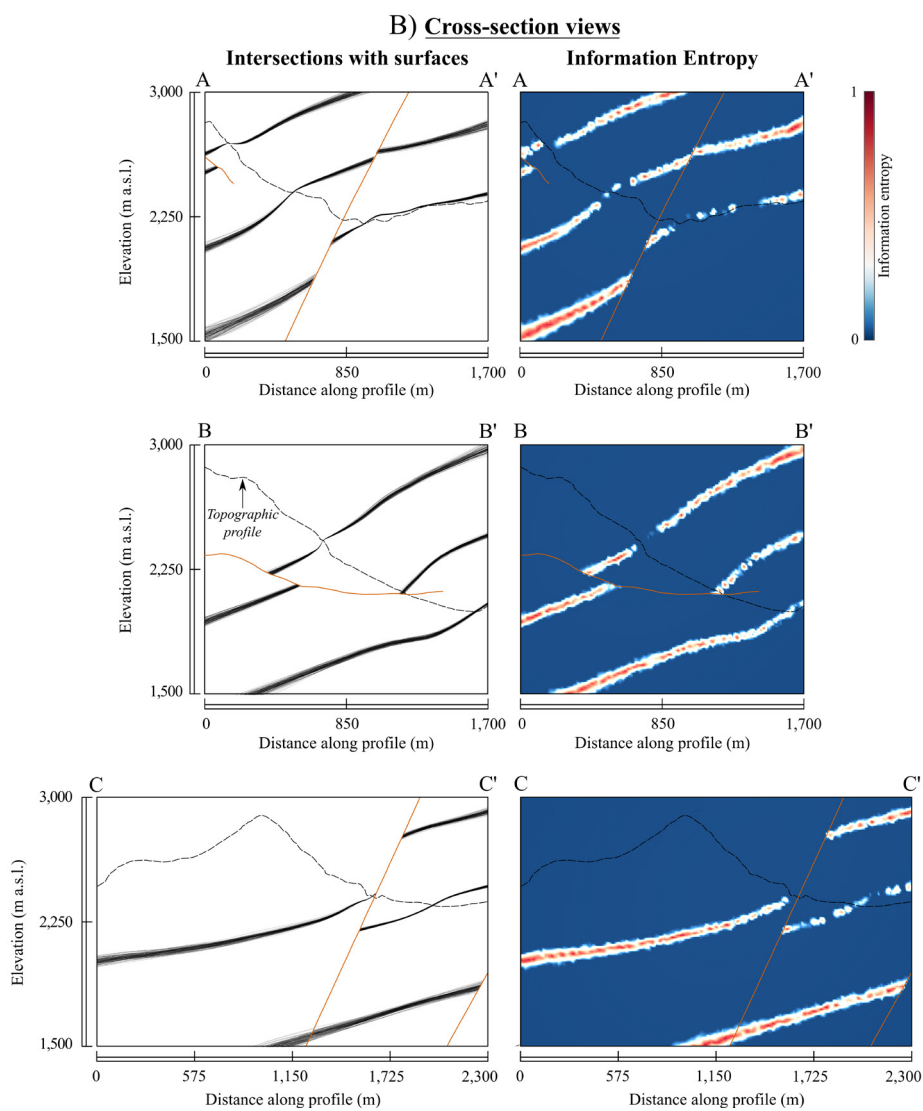 B) Cross-section views
Intersections with surfaces
Information Entropy
A A'
A A'
3,000
2,250
1,500
Elevation (m a.s.l.)
0 850 1,700
Distance along profile (m)
0 850 1,700
Distance along profile (m)
1
0
Information entropy
B B'
B B'
3,000
2,250
1,500
Elevation (m a.s.l.)
Topographic
profile
0 850 1,700
Distance along profile (m)
0 850 1,700
Distance along profile (m)
C C'
C C'
3,000
2,250
1,500
Elevation (m a.s.l.)
0 575 1,150 1,725 2,300
Distance along profile (m)
0 575 1,150 1,725 2,300
Distance along profile (m)